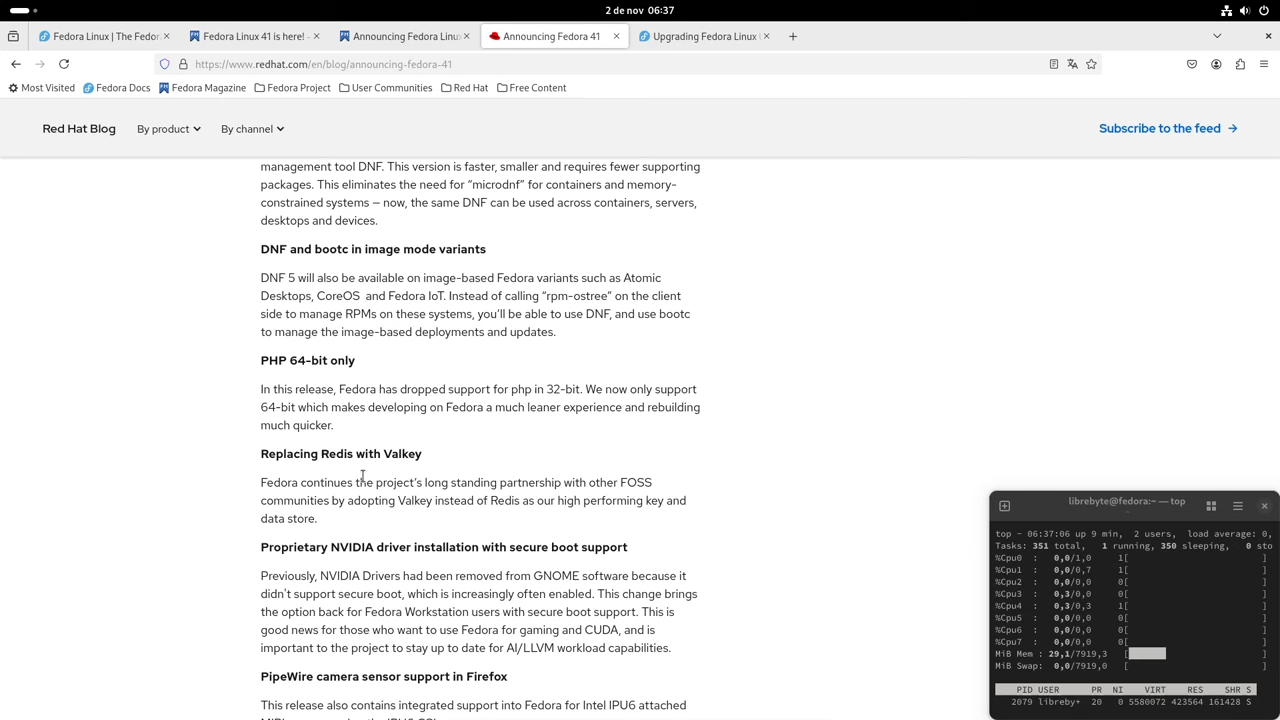 2 de nov 06:37
Fedora Linux | The Fedor
Fedora Linux 41 is here! -
Announcing Fedora Linux
Announcing Fedora 41
Upgrading Fedora Linux
https://www.redhat.com/en/blog/announcing-fedora-41
Most Visited
Fedora Docs
Fedora Magazine
Fedora Project
User Communities
Red Hat
Free Content
Red Hat Blog
By product
By channel
Subscribe to the feed
management tool DNF. This version is faster, smaller and requires fewer supporting
packages. This eliminates the need for “microdnf” for containers and memory-
constrained systems — now, the same DNF can be used across containers, servers,
desktops and devices.
DNF and bootc in image mode variants
DNF 5 will also be available on image-based Fedora variants such as Atomic
Desktops, CoreOS and Fedora IoT. Instead of calling “rpm-ostree” on the client
side to manage RPMs on these systems, you’ll be able to use DNF, and use bootc
to manage the image-based deployments and updates.
PHP 64-bit only
In this release, Fedora has dropped support for php in 32-bit. We now only support
64-bit which makes developing on Fedora a much leaner experience and rebuilding
much quicker.
Replacing Redis with Valkey
Fedora continues the project’s long standing partnership with other FOSS
communities by adopting Valkey instead of Redis as our high performing key and
data store.
Proprietary NVIDIA driver installation with secure boot support
Previously, NVIDIA Drivers had been removed from GNOME software because it
didn’t support secure boot, which is increasingly often enabled. This change brings
the option back for Fedora Workstation users with secure boot support. This is
good news for those who want to use Fedora for gaming and CUDA, and is
important to the project to stay up to date for AI/LLVM workload capabilities.
PipeWire camera sensor support in Firefox
This release also contains integrated support into Fedora for Intel IPU6 attached
librebyte@fedora:~ — top
top - 06:37:06 up 9 min, 2 users, load average: 0,
Tasks: 351 total, 1 running, 350 sleeping, 0 sto
%Cpu0 : 0,0/1,0 1[ ]
%Cpu1 : 0,0/0,7 1[ ]
%Cpu2 : 0,0/0,0 0[ ]
%Cpu3 : 0,3/0,0 0[ ]
%Cpu4 : 0,3/0,3 1[ ]
%Cpu5 : 0,0/0,0 0[ ]
%Cpu6 : 0,0/0,0 0[ ]
%Cpu7 : 0,0/0,0 0[ ]
MiB Mem : 29,1/7919,3 [ ]
MiB Swap: 0,0/7919,0 [ ]
PID USER PR NI VIRT RES SHR S
2079 libreby+ 20 0 5580072 423564 161428 S